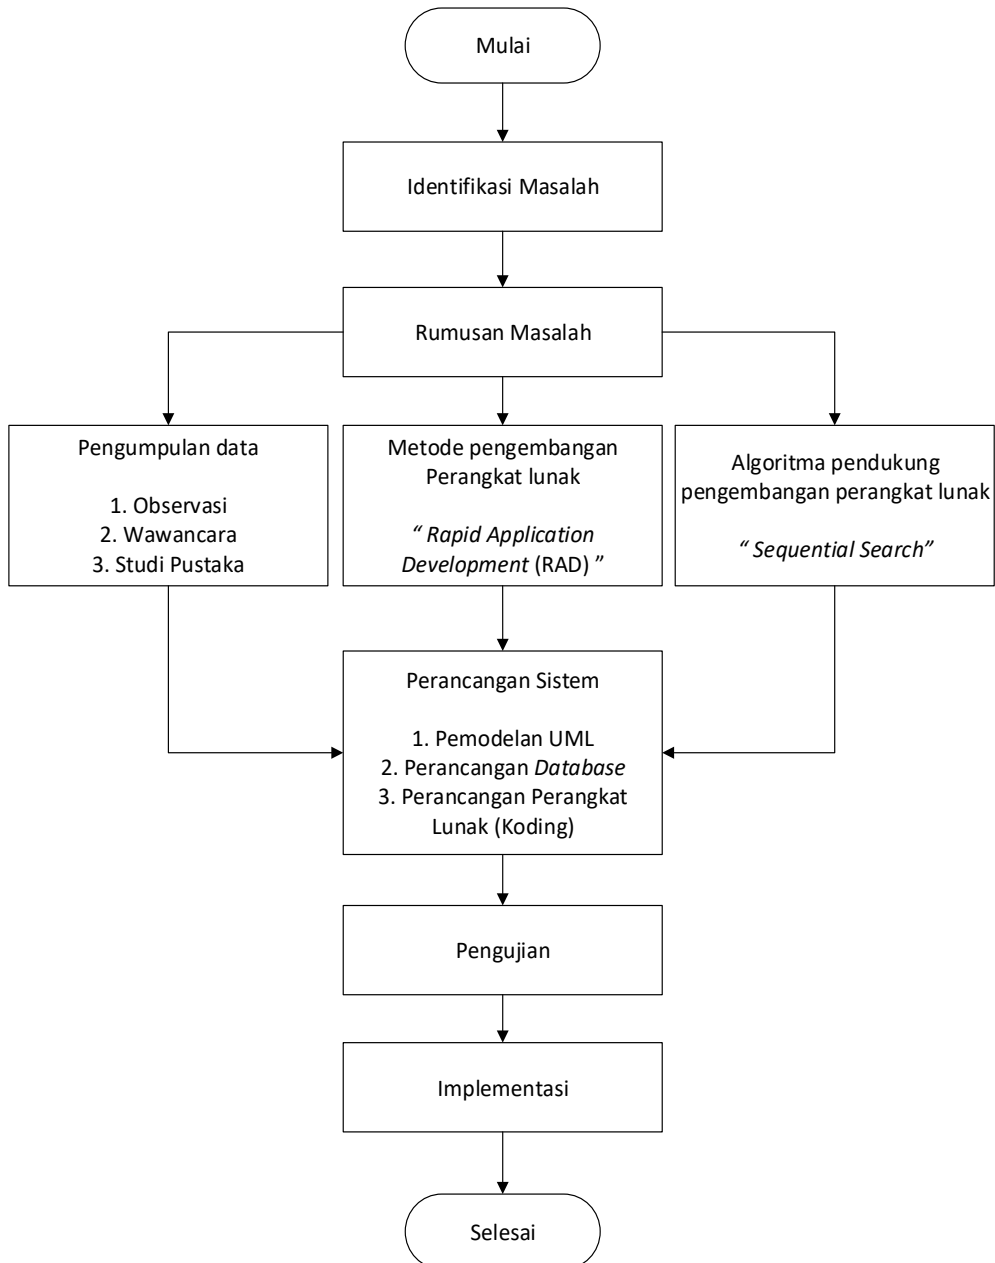 Mulai
Identifikasi Masalah
Rumusan Masalah
Pengumpulan data
1. Observasi
2. Wawancara
3. Studi Pustaka
Metode pengembangan
Perangkat lunak
“ Rapid Application
Development (RAD) ”
Algoritma pendukung
pengembangan perangkat lunak
“ Sequential Search”
Perancangan Sistem
1. Pemodelan UML
2. Perancangan Database
3. Perancangan Perangkat
Lunak (Koding)
Pengujian
Implementasi
Selesai